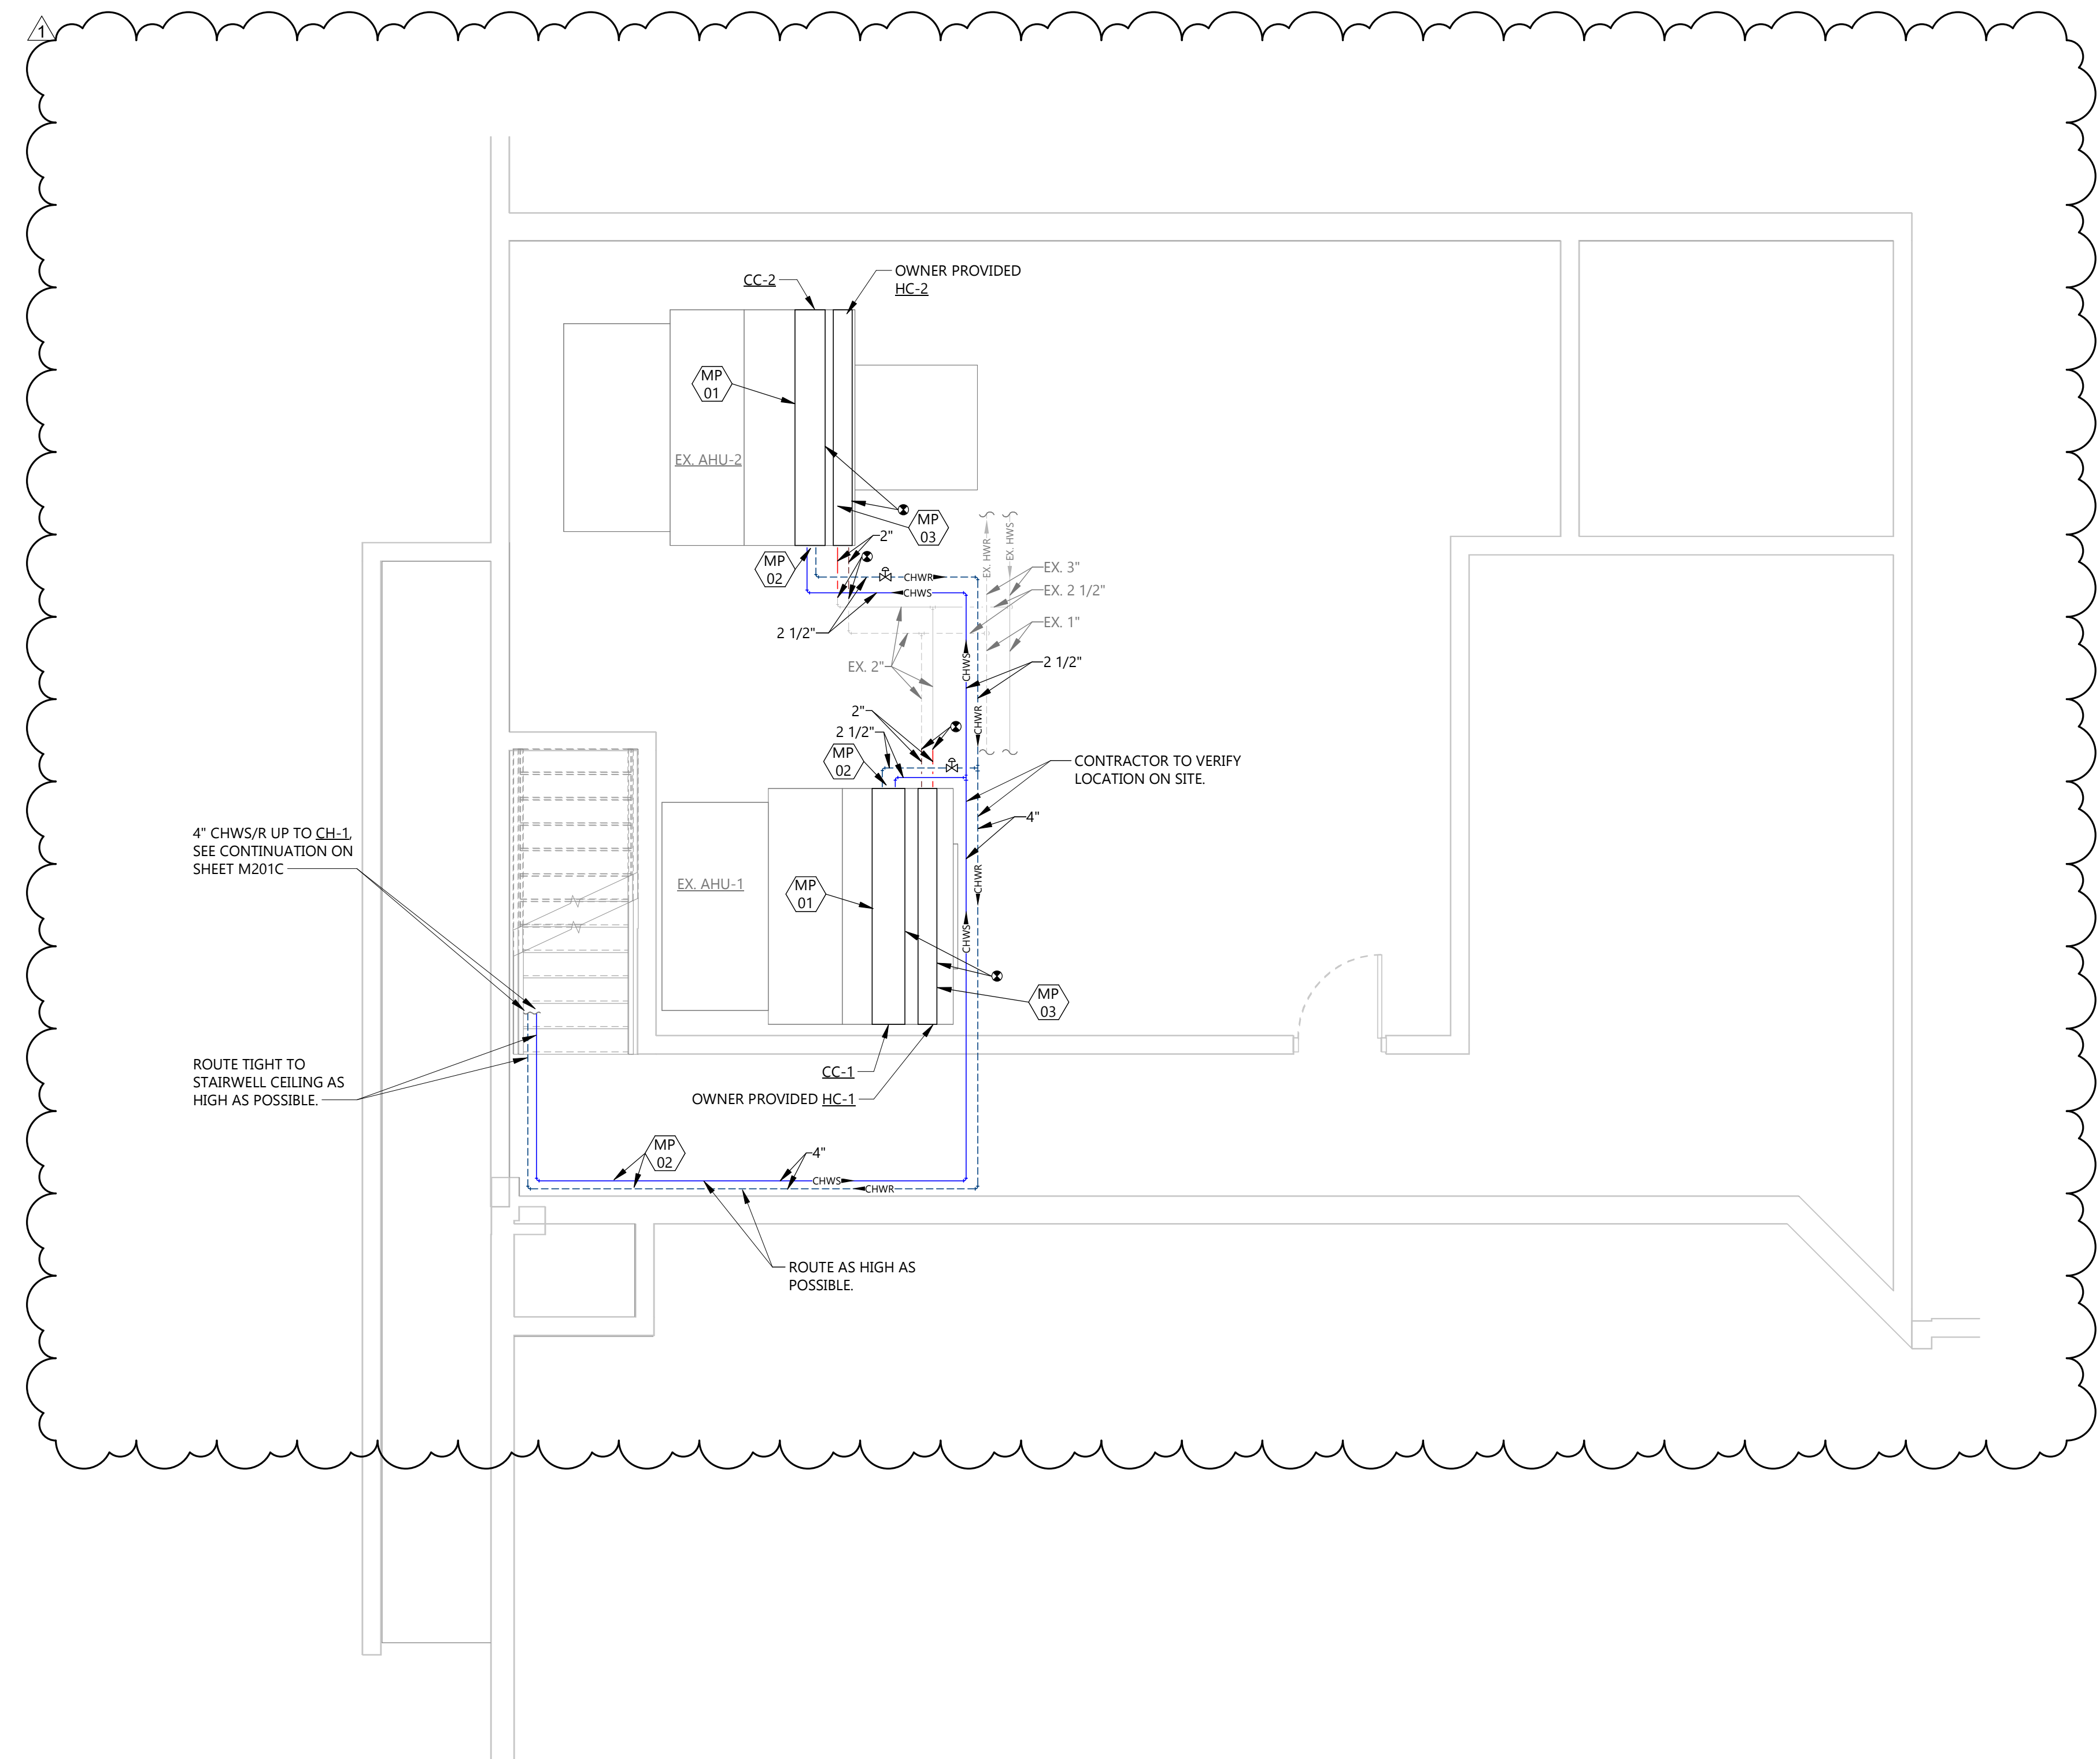 1
CC-2
OWNER PROVIDED
HC-2
MP
01
EX. AHU-2
MP
03
2"
MP
02
CHWR
CHWS
2 1/2"
EX. HWR
EX. HWS
EX. 3"
EX. 2 1/2"
EX. 1"
EX. 2"
CHWS
2 1/2"
CHWR
2"
2 1/2"
MP
02
CONTRACTOR TO VERIFY
LOCATION ON SITE.
4"
4" CHWS/R UP TO CH-1,
SEE CONTINUATION ON
SHEET M201C
EX. AHU-1
MP
01
CHWR
CHWS
MP
03
ROUTE TIGHT TO
STAIRWELL CEILING AS
HIGH AS POSSIBLE.
CC-1
OWNER PROVIDED HC-1
MP
02
4"
CHWS
CHWR
ROUTE AS HIGH AS
POSSIBLE.